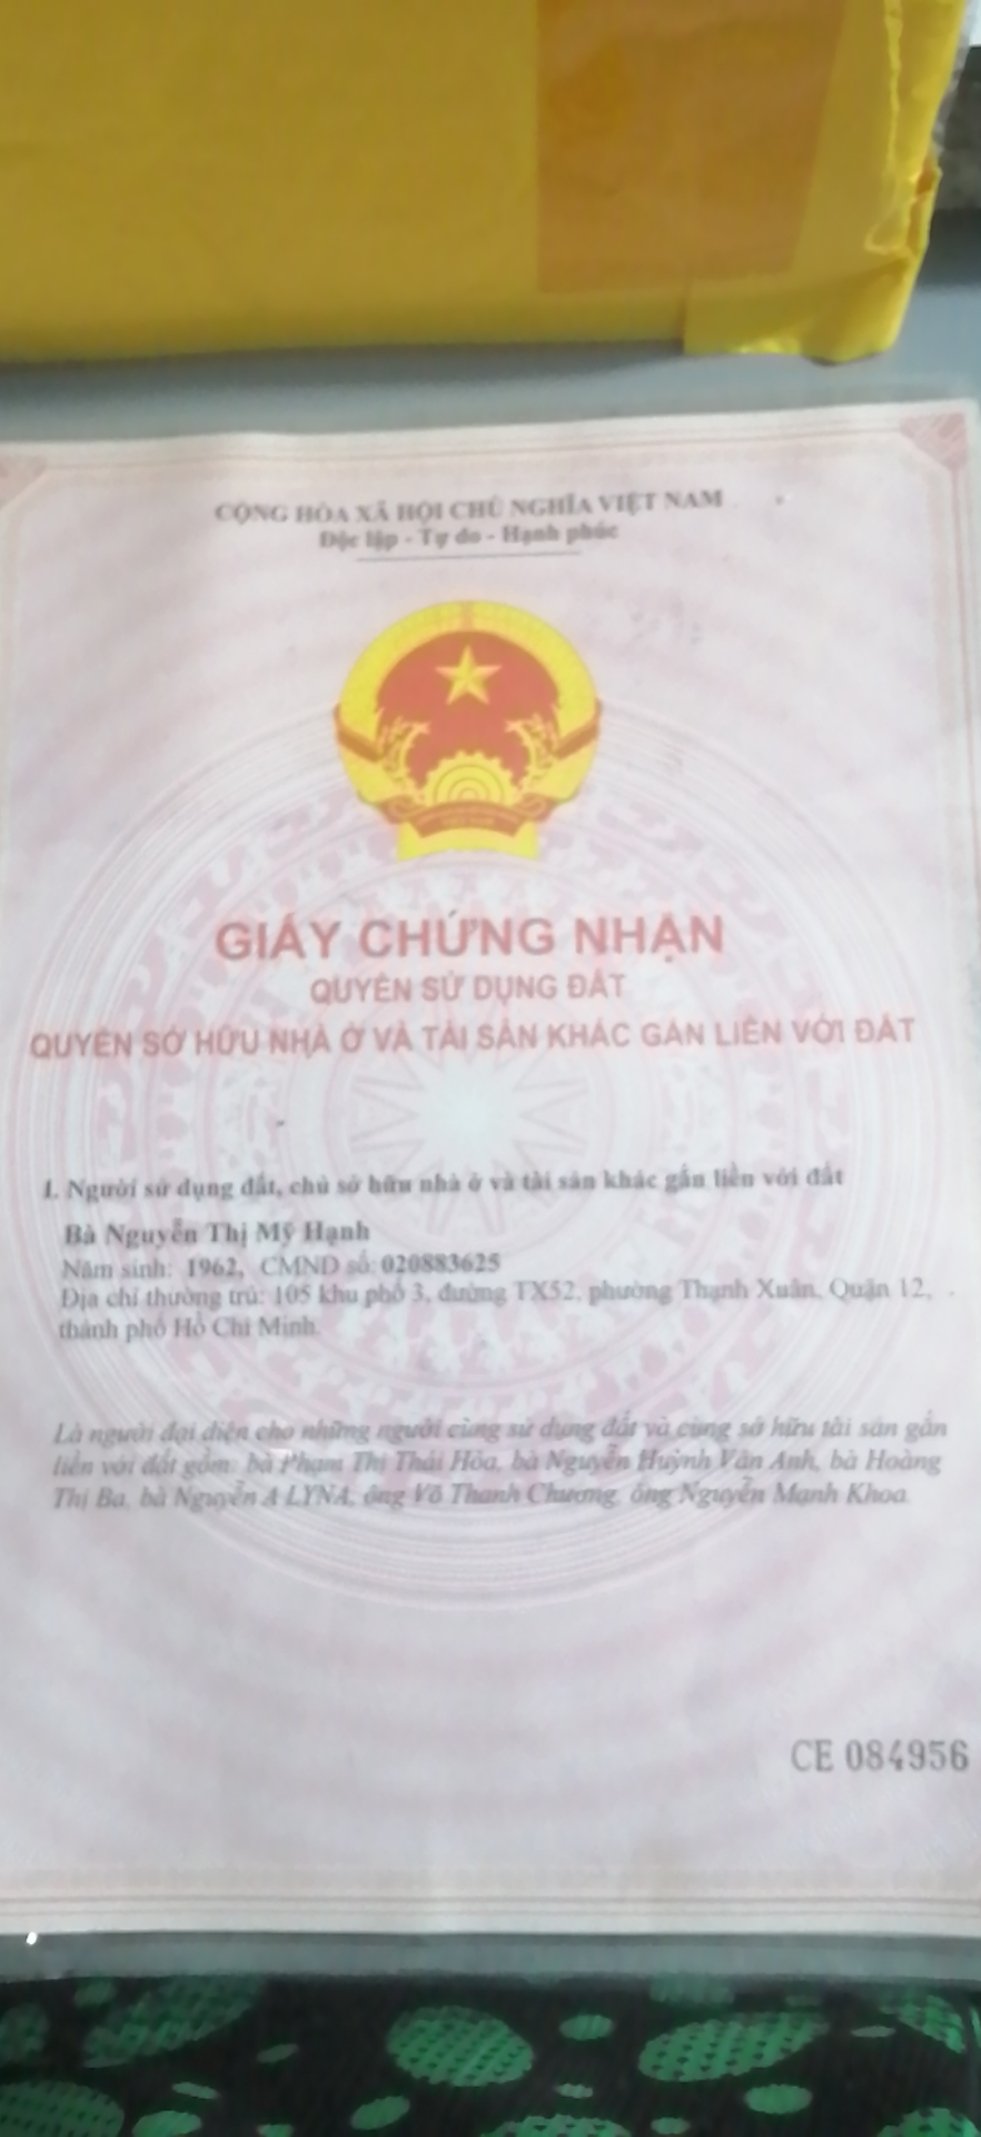 CỘNG HÒA XÃ HỘI CHỦ NGHĨA VIỆT NAM
Độc lập - Tự do - Hạnh phúc
GIẤY CHỨNG NHẬN
QUYỀN SỬ DỤNG ĐẤT
QUYỀN SỞ HỮU NHÀ Ở VÀ TÀI SẢN KHÁC GẮN LIỀN VỚI ĐẤT
I. Người sử dụng đất, chủ sở hữu nhà ở và tài sản khác gắn liền với đất
Bà Nguyễn Thị Mỹ Hạnh
Năm sinh: 1962, CMND số: 020883625
Địa chỉ thường trú: 105 khu phố 3, đường TX52, phường Thạnh Xuân, Quận 12,
thành phố Hồ Chí Minh.
Là người đại diện cho những người cùng sử dụng đất và cùng sở hữu tài sản gắn
liền với đất gồm: bà Phạm Thị Thái Hòa, bà Nguyễn Huỳnh Vân Anh, bà Hoàng
Thị Ba, bà Nguyễn A LYNA, ông Võ Thanh Chương, ông Nguyễn Mạnh Khoa.
CE 084956